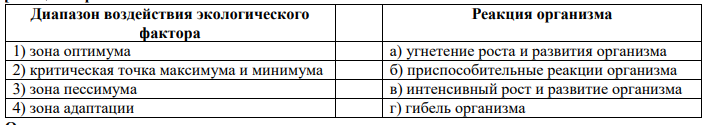 Диапазон воздействия экологического фактора
Реакция организма
1) зона оптимума
а) угнетение роста и развития организма
2) критическая точка максимума и минимума
б) приспособительные реакции организма
3) зона пессимума
в) интенсивный рост и развитие организма
4) зона адаптации
г) гибель организма